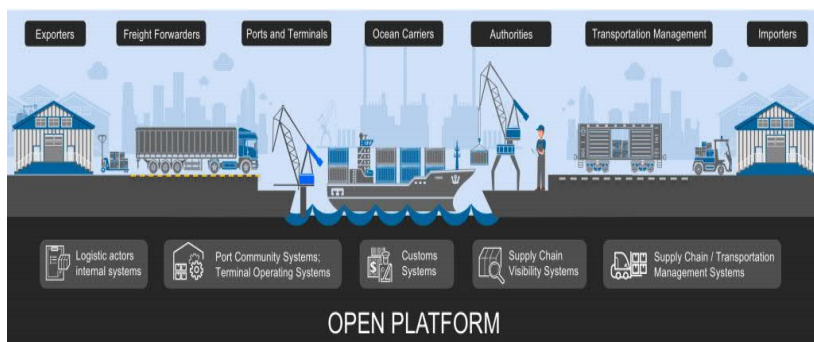 Exporters
Freight Forwarders
Ports and Terminals
Ocean Carriers
Authorities
Transportation Management
Importers
Logistic actors
internal systems
Port Community Systems;
Terminal Operating Systems
Customs
Systems
Supply Chain
Visibility Systems
Supply Chain / Transportation
Management Systems
OPEN PLATFORM